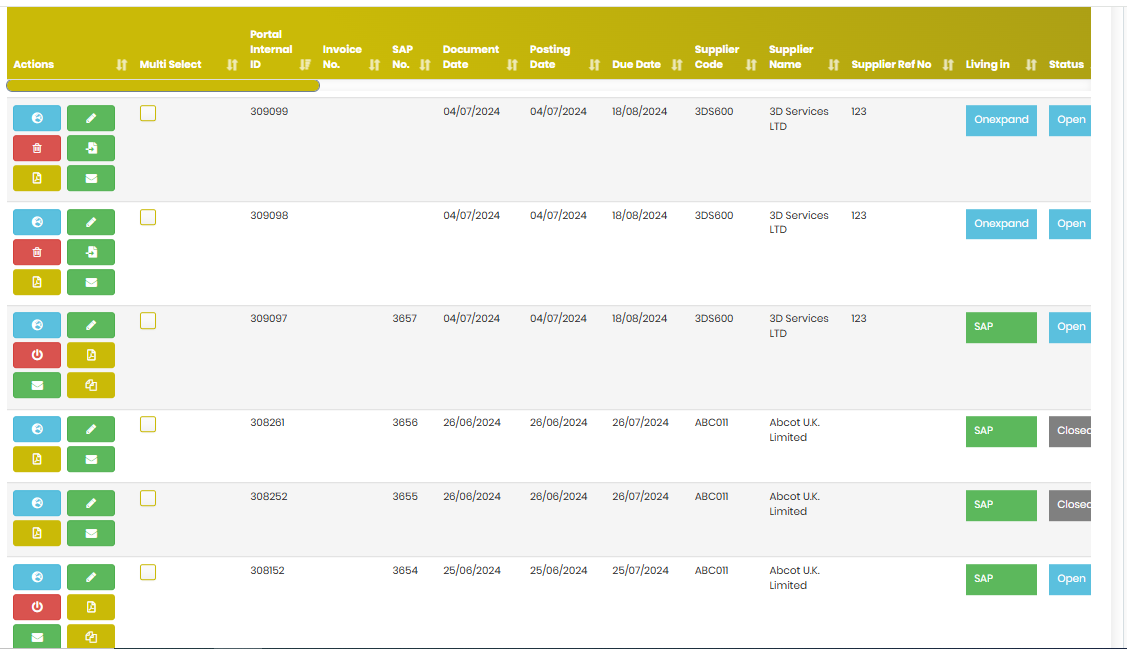 Actions Multi Select Portal Internal ID Invoice No. SAP No. Document Date Posting Date Due Date Supplier Code Supplier Name Supplier Ref No Living in Status
309099 04/07/2024 04/07/2024 18/08/2024 3DS600 3D Services 123 Onexpand Open
LTD
309098 04/07/2024 04/07/2024 18/08/2024 3DS600 3D Services 123 Onexpand Open
LTD
309097 3657 04/07/2024 04/07/2024 18/08/2024 3DS600 3D Services 123 SAP Open
LTD
308261 3656 26/06/2024 26/06/2024 26/07/2024 ABC011 Abcot U.K. SAP Closed
Limited
308252 3655 26/06/2024 26/06/2024 26/07/2024 ABC011 Abcot U.K. SAP Closed
Limited
308152 3654 25/06/2024 25/06/2024 25/07/2024 ABC011 Abcot U.K. SAP Open
Limited